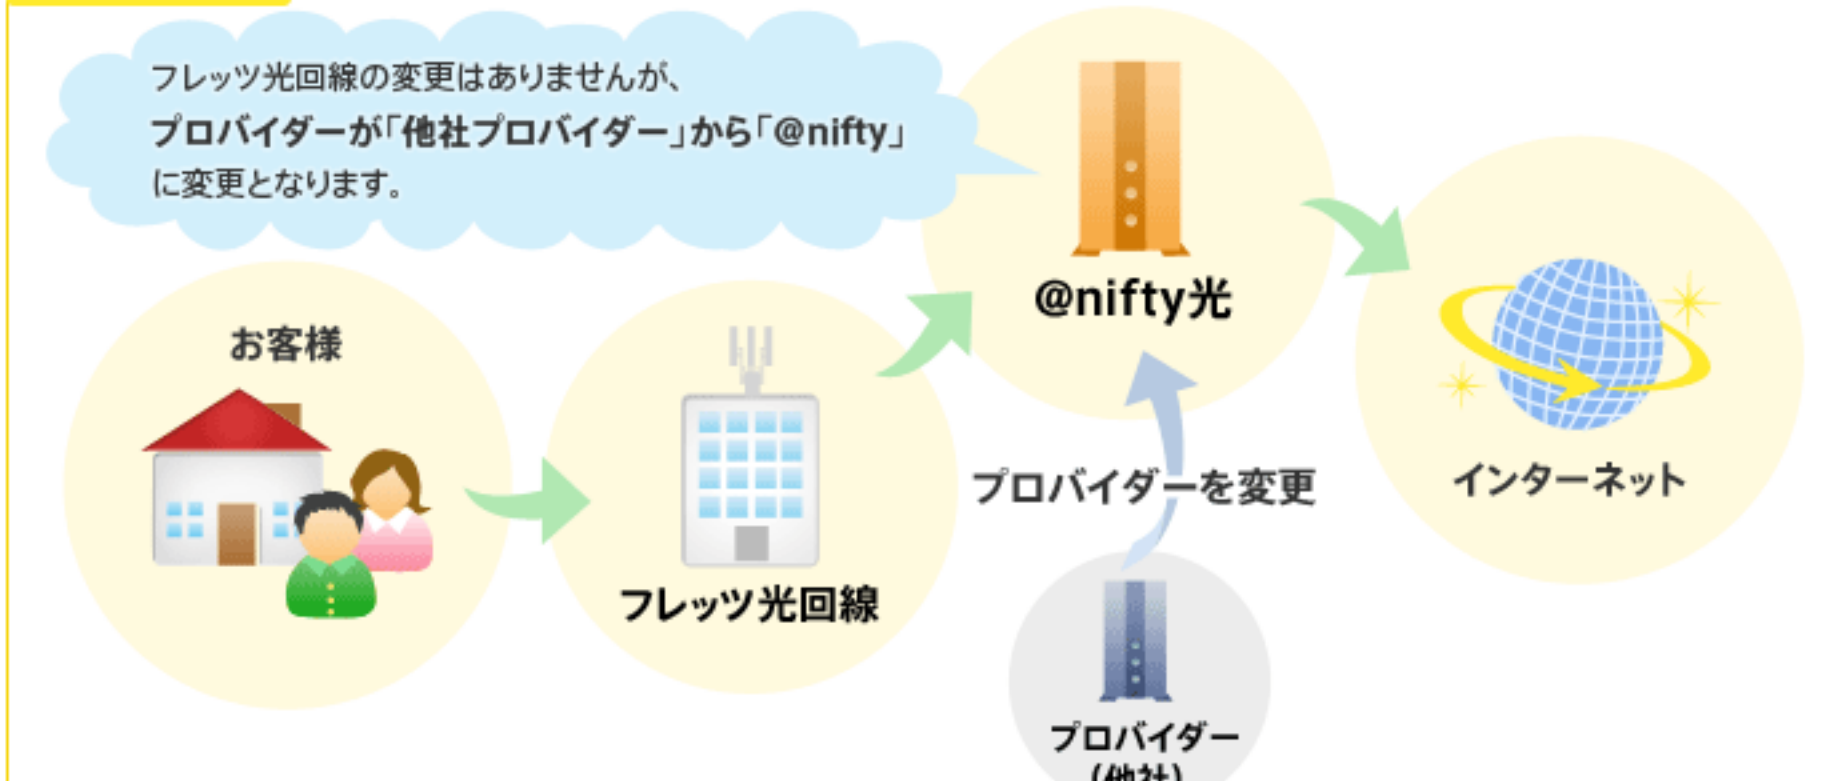 フレッツ光回線の変更はありませんが、
プロバイダーが「他社プロバイダー」から「@nifty」
に変更となります。
お客様
フレッツ光回線
@nifty光
プロバイダーを変更
プロバイダー
(他社)
インターネット